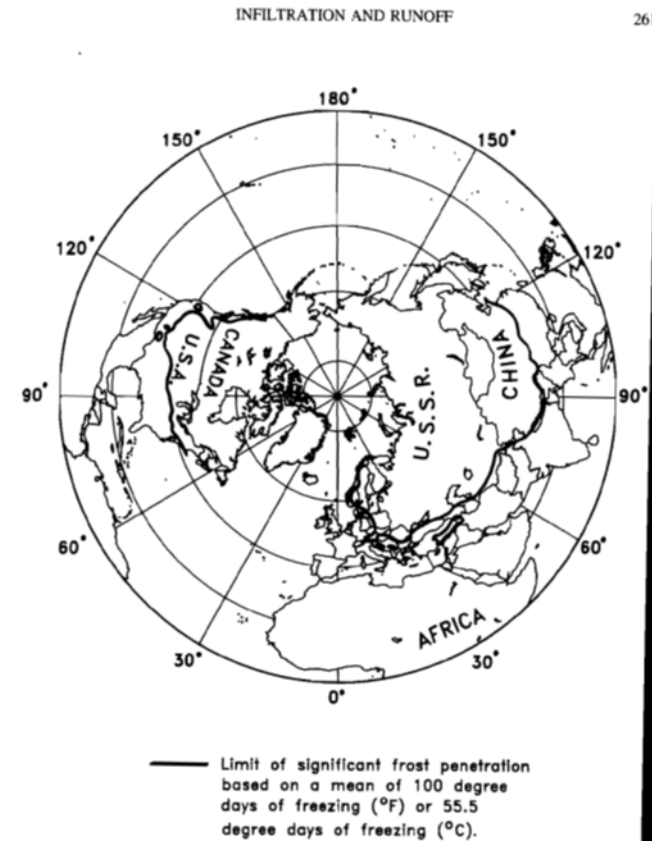 INFILTRATION AND RUNOFF
261
180°
150°
150°
120°
120°
U.S.A.
CANADA
CHINA
U.S.S.R.
90°
90°
60°
60°
AFRICA
30°
30°
0°
Limit of significant frost penetration
based on a mean of 100 degree
days of freezing (°F) or 55.5
degree days of freezing (°C).